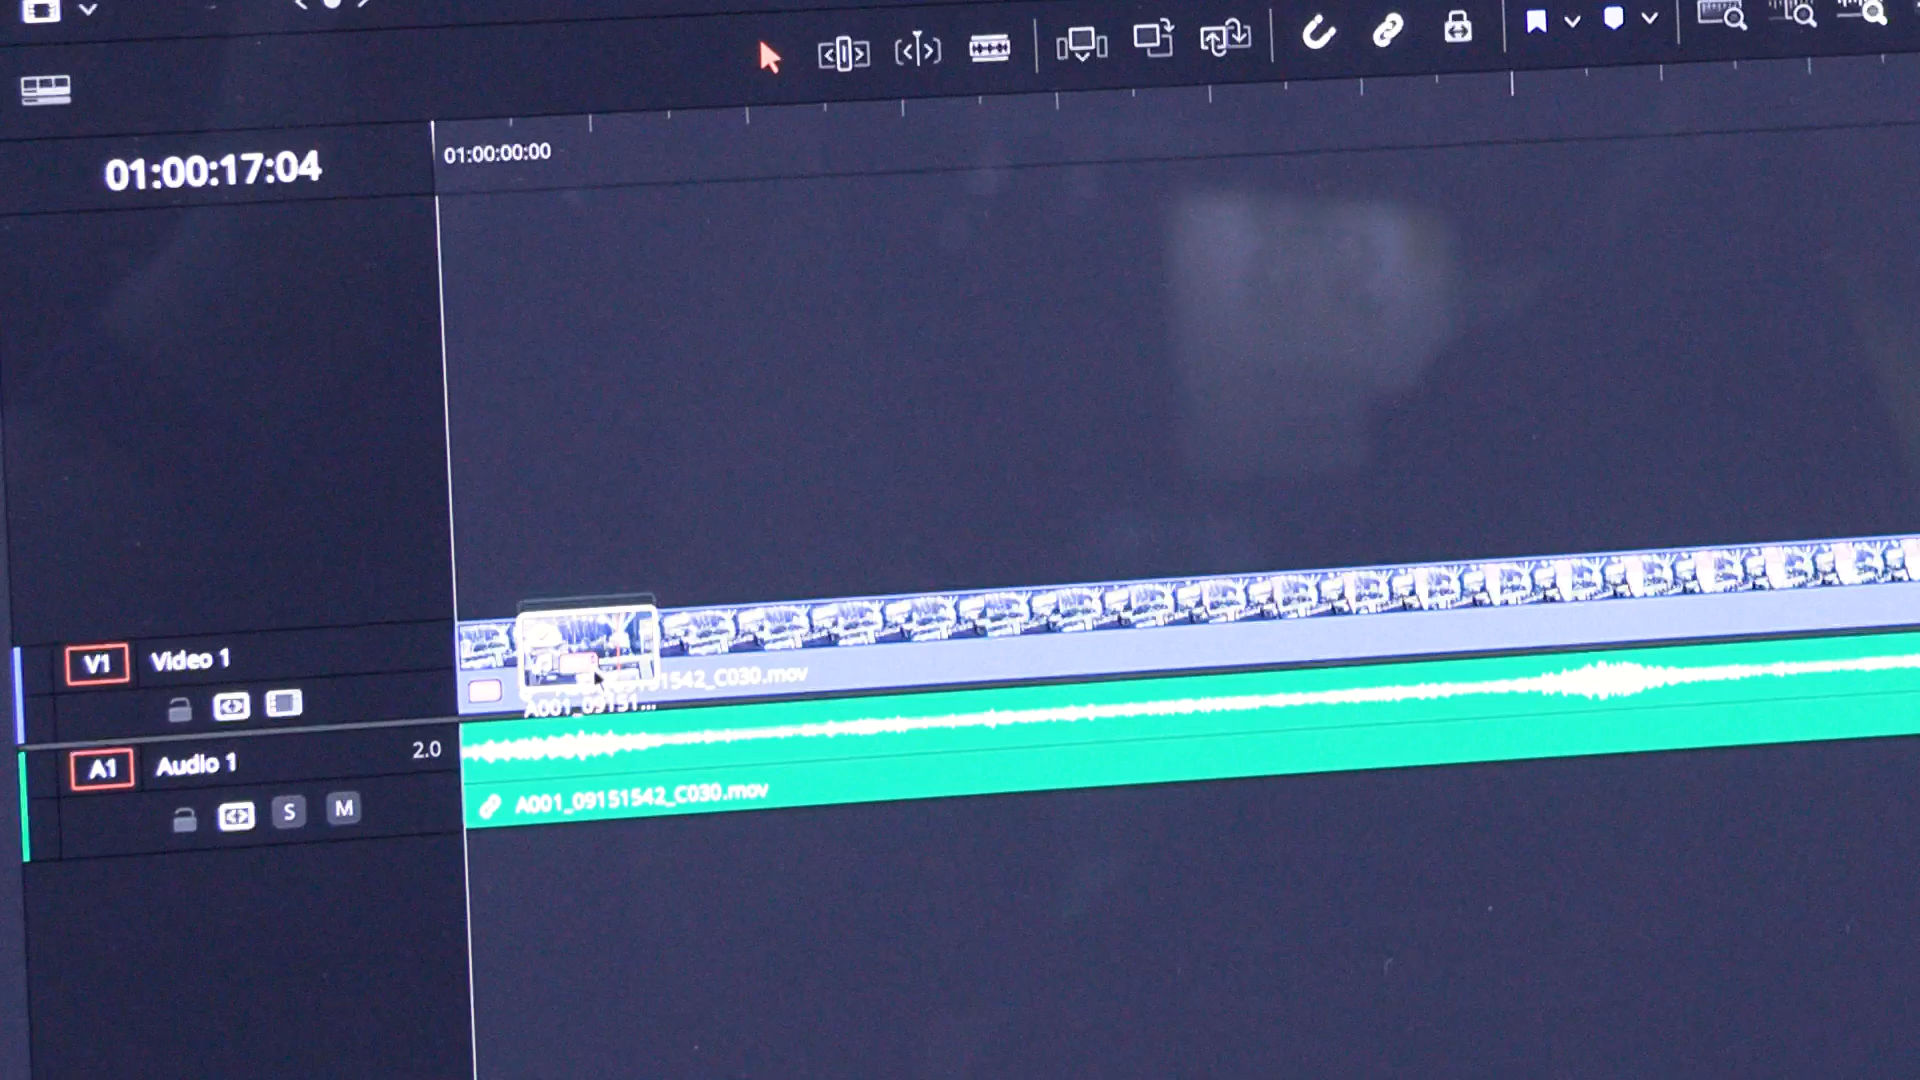 01:00:17:04
01:00:00:00
V1 Video 1
1542_C030.mov
A001_09151...
A1 Audio 1 2.0
S M
A001_09151542_C030.mov